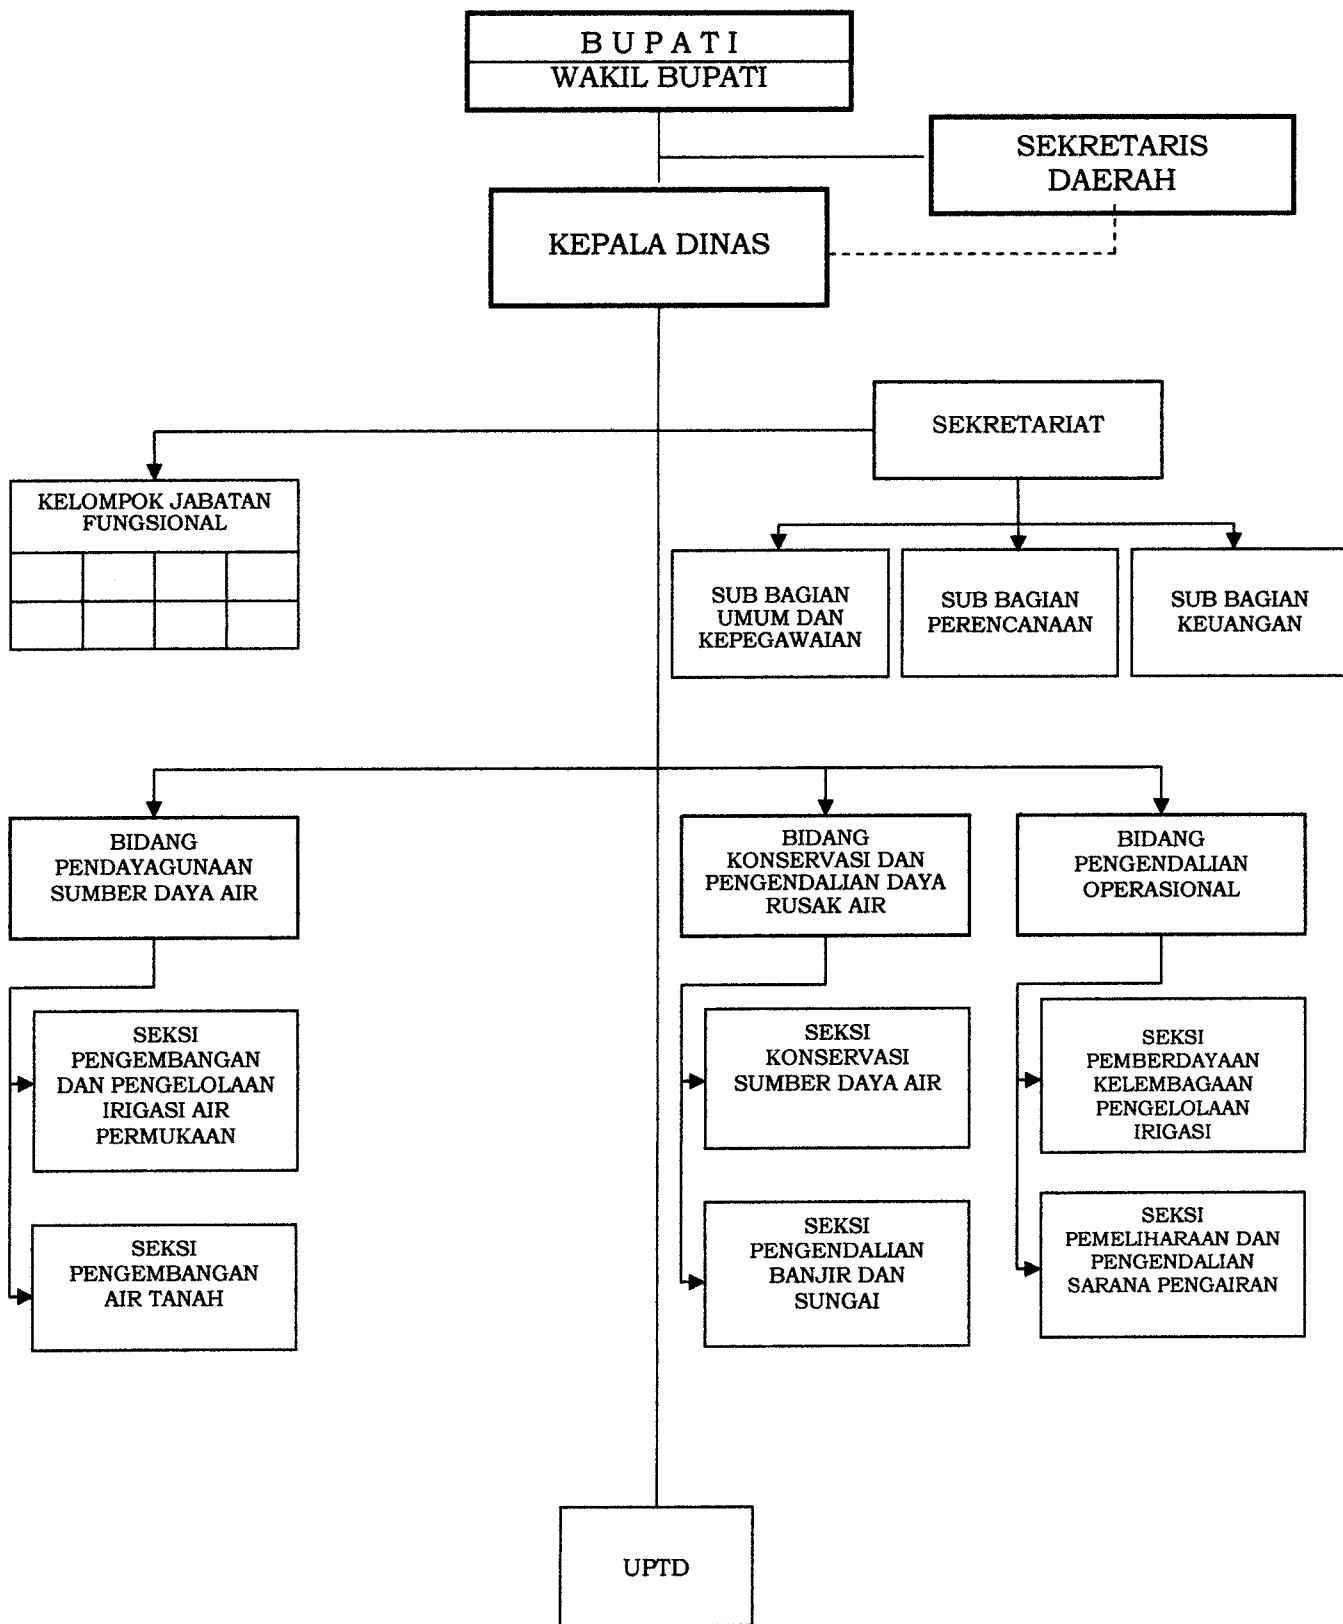 B U P A T I
WAKIL BUPATI
SEKRETARIS
DAERAH
KEPALA DINAS
SEKRETARIAT
KELOMPOK JABATAN
FUNGSIONAL
SUB BAGIAN
UMUM DAN
KEPEGAWAIAN
SUB BAGIAN
PERENCANAAN
SUB BAGIAN
KEUANGAN
BIDANG
PENDAYAGUNAAN
SUMBER DAYA AIR
BIDANG
KONSERVASI DAN
PENGENDALIAN DAYA
RUSAK AIR
BIDANG
PENGENDALIAN
OPERASIONAL
SEKSI
PENGEMBANGAN
DAN PENGELOLAAN
IRIGASI AIR
PERMUKAAN
SEKSI
KONSERVASI
SUMBER DAYA AIR
SEKSI
PEMBERDAYAAN
KELEMBAGAAN
PENGELOLAAN
IRIGASI
SEKSI
PENGEMBANGAN
AIR TANAH
SEKSI
PENGENDALIAN
BANJIR DAN
SUNGAI
SEKSI
PEMELIHARAAN DAN
PENGENDALIAN
SARANA PENGAIRAN
UPTD